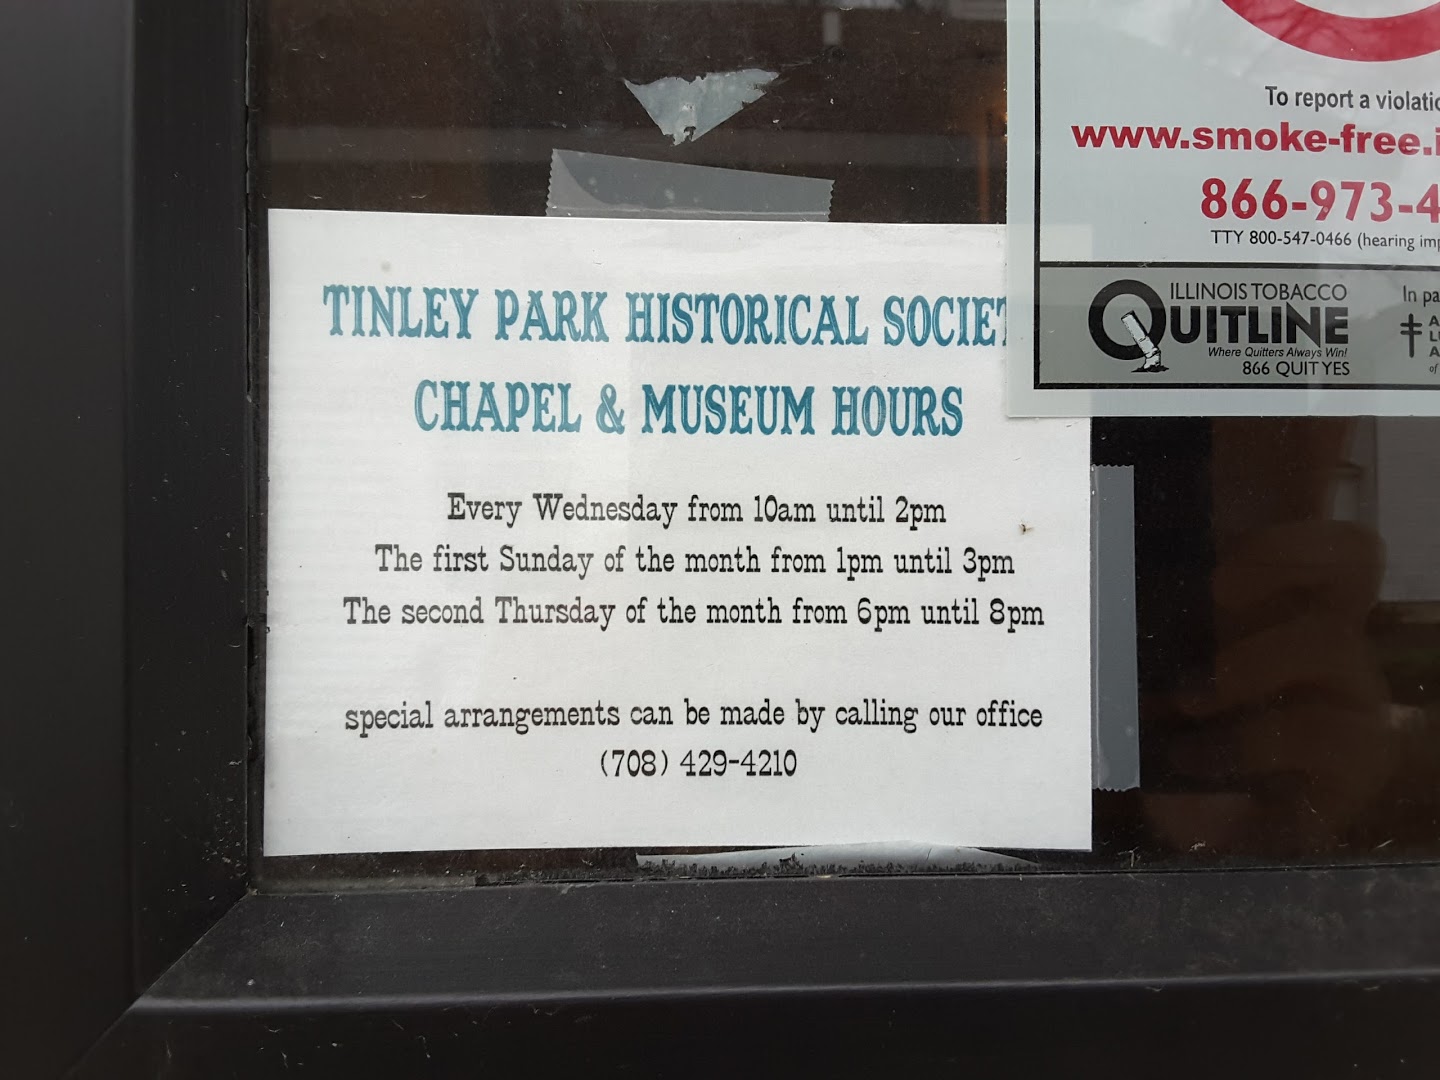 TINLEY PARK HISTORICAL
CHAPEL & MUSEUM HOURS
Every Wednesday from 10am until 2pm
The first Sunday of the month from 1pm until 3pm
The second Thursday of the month from 6pm until 8pm
special arrangements can be made by calling our office
(708) 429-4210
To report a
www.smoke-free.
866-973-4
TTY 800-547-0466 (hearing
ILLINOIS TOBACCO
QUITLINE
Where Quitters Always Win!
866 QUIT YES
In